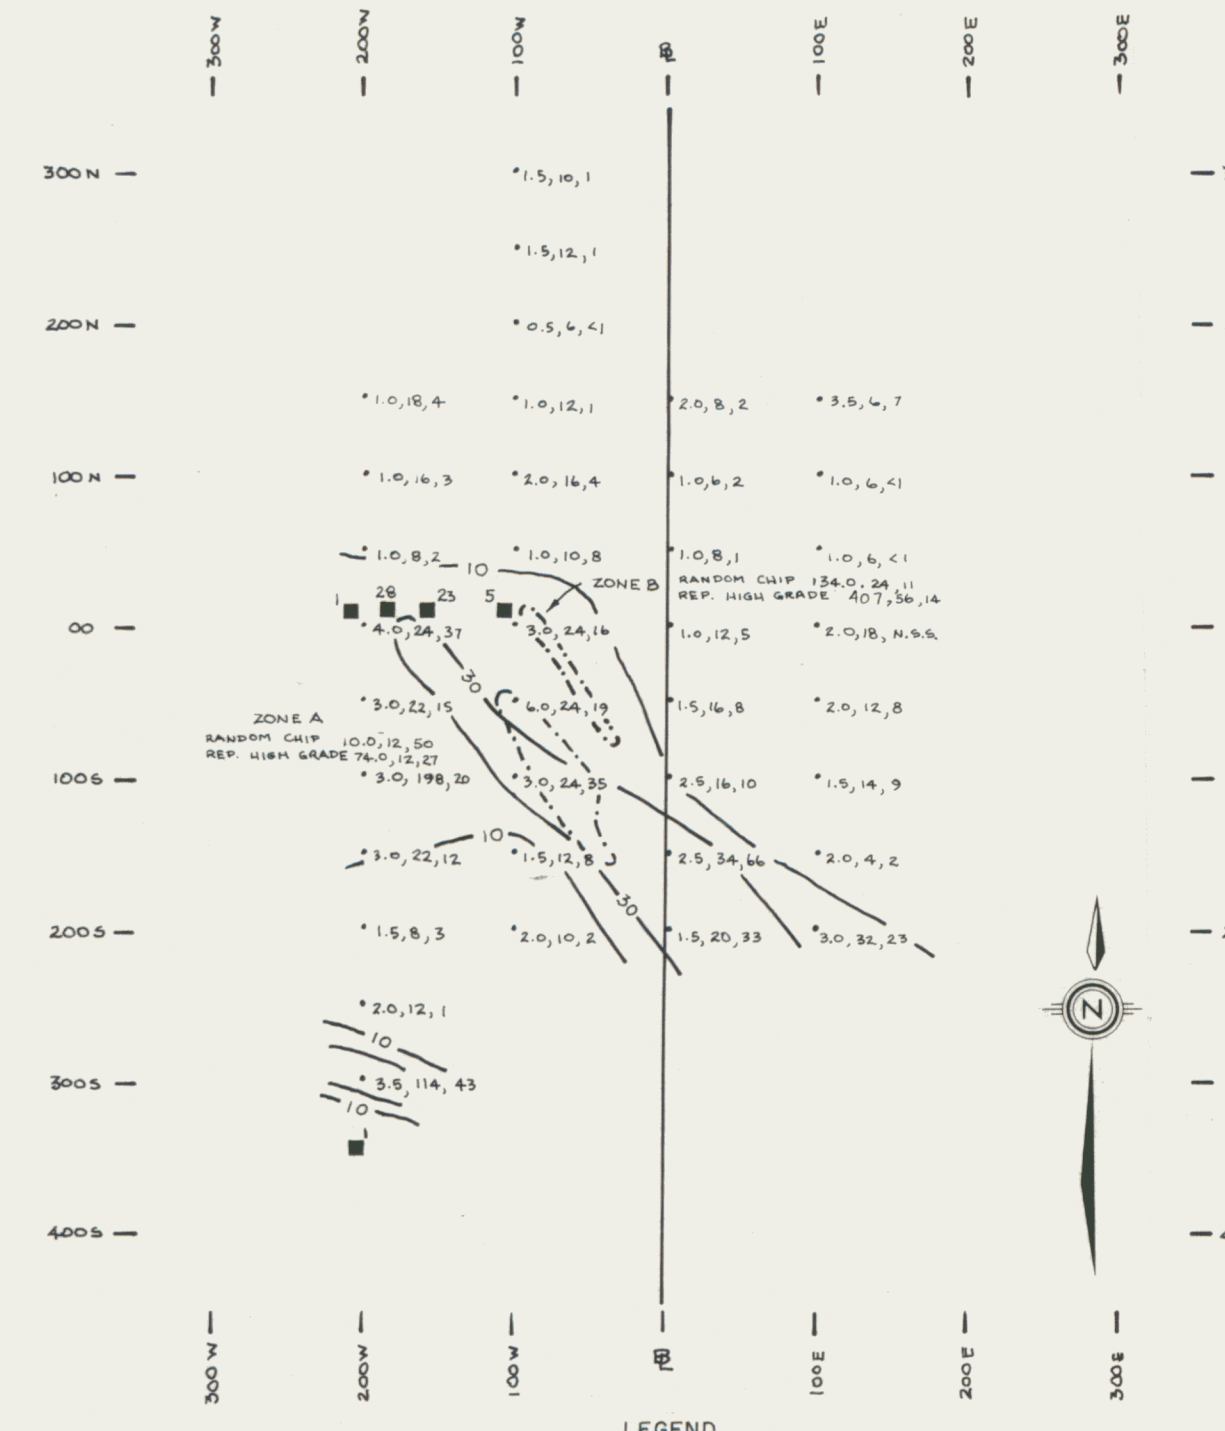 300W 200W 100W BL 100E 200E 300E
300N 1.5, 10, 1
1.5, 12, 1
200N 0.5, 6, <1
1.0, 18, 4 1.0, 12, 1 2.0, 8, 2 3.5, 6, 7
100N 1.0, 16, 3 2.0, 16, 4 1.0, 6, 2 1.0, 6, <1
1.0, 8, 2 1.0, 10, 8 1.0, 8, 1 1.0, 6, <1
10
ZONE B RANDOM CHIP 134.0, 24, 11
REP. HIGH GRADE 407, 56, 14
1 28 23 5
00 4.0, 24, 37 3.0, 24, 16 1.0, 12, 5 2.0, 18, N.S.S.
30
3.0, 22, 15 6.0, 24, 19 1.5, 16, 8 2.0, 12, 8
ZONE A
RANDOM CHIP 10.0, 12, 50
REP. HIGH GRADE 74.0, 12, 27
100S 3.0, 198, 20 3.0, 24, 35 2.5, 16, 10 1.5, 14, 9
10
3.0, 22, 12 1.5, 12, 8 2.5, 34, 66 2.0, 4, 2
30
200S 1.5, 8, 3 2.0, 10, 2 1.5, 20, 33 3.0, 32, 23
2.0, 12, 1
N
10
300S 3.5, 114, 43
10
400S
300W 200W 100W BL 100E 200E 300E
LEGEND